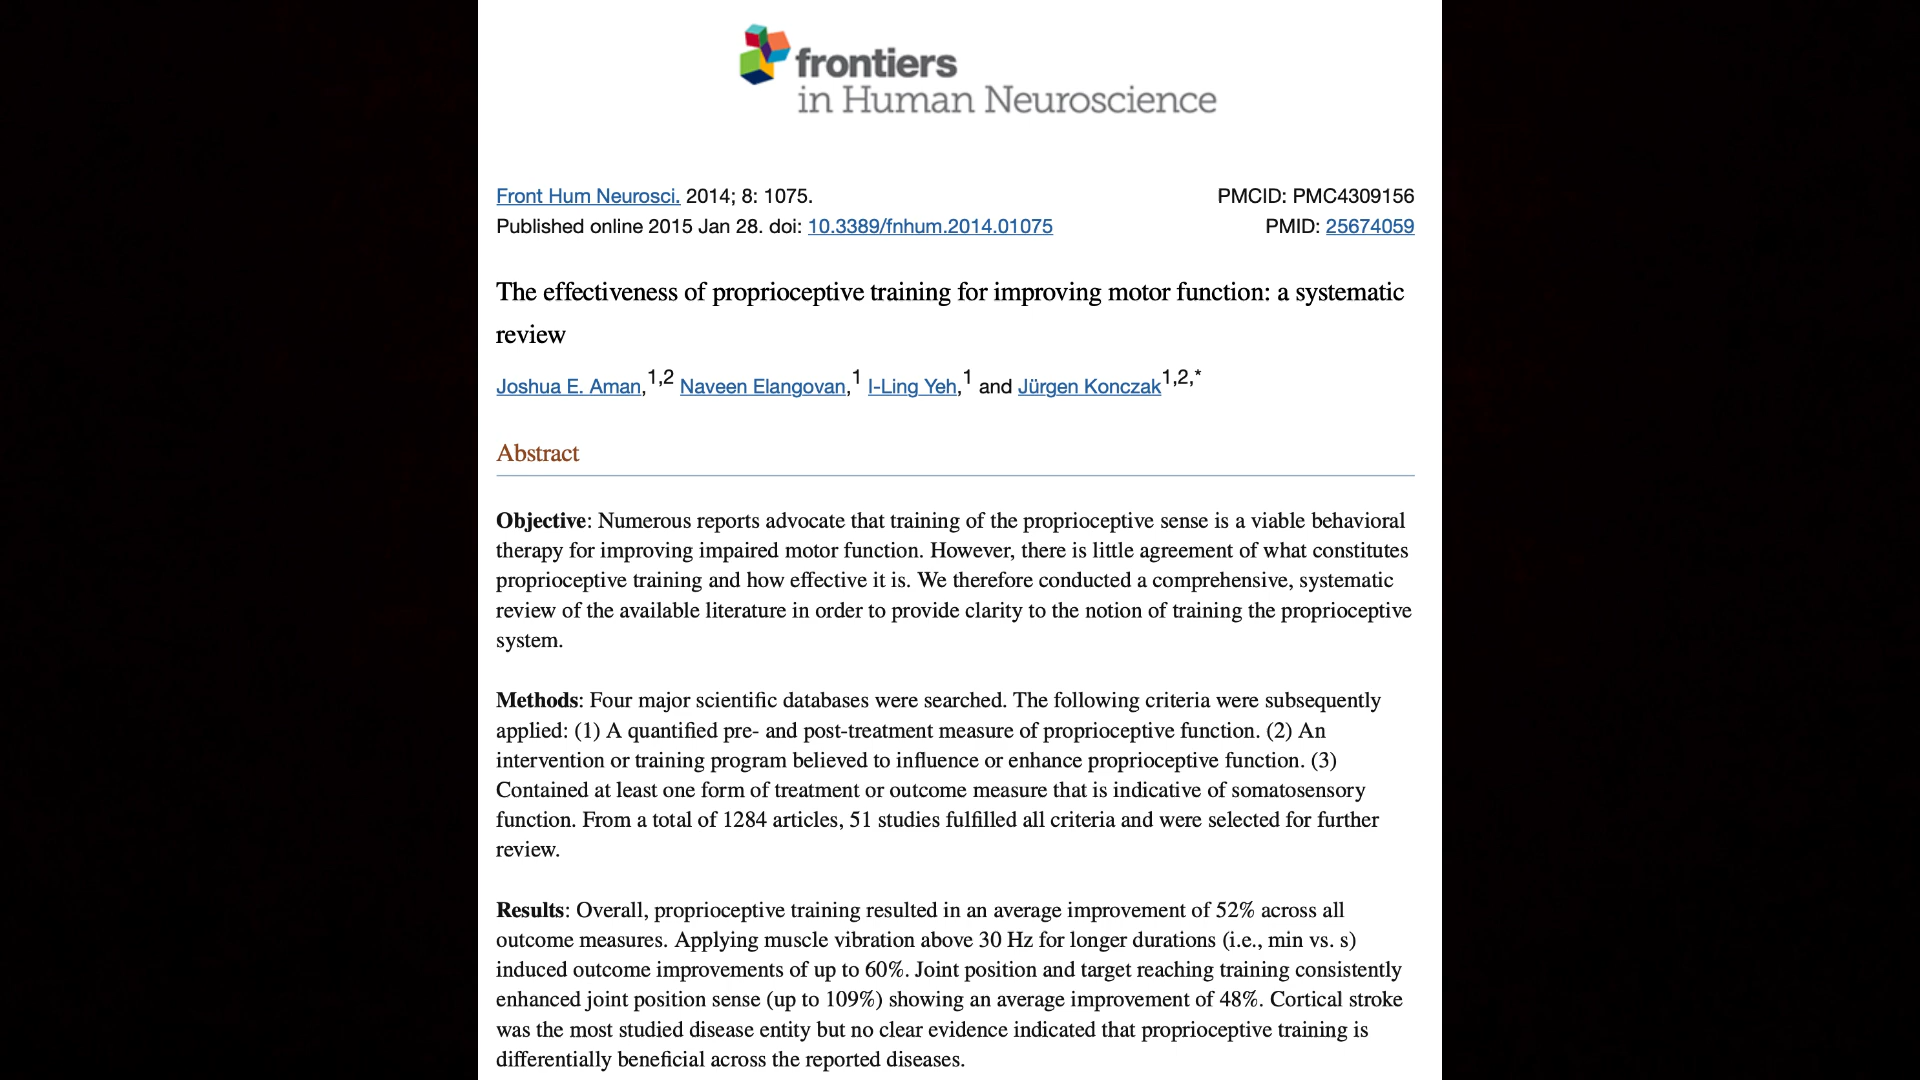 frontiers
in Human Neuroscience
Front Hum Neurosci. 2014; 8: 1075.
PMCID: PMC4309156
Published online 2015 Jan 28. doi: 10.3389/fnhum.2014.01075
PMID: 25674059
The effectiveness of proprioceptive training for improving motor function: a systematic
review
Joshua E. Aman,1,2 Naveen Elangovan,1 I-Ling Yeh,1 and Jürgen Konczak1,2,*
Abstract
Objective: Numerous reports advocate that training of the proprioceptive sense is a viable behavioral
therapy for improving impaired motor function. However, there is little agreement of what constitutes
proprioceptive training and how effective it is. We therefore conducted a comprehensive, systematic
review of the available literature in order to provide clarity to the notion of training the proprioceptive
system.
Methods: Four major scientific databases were searched. The following criteria were subsequently
applied: (1) A quantified pre- and post-treatment measure of proprioceptive function. (2) An
intervention or training program believed to influence or enhance proprioceptive function. (3)
Contained at least one form of treatment or outcome measure that is indicative of somatosensory
function. From a total of 1284 articles, 51 studies fulfilled all criteria and were selected for further
review.
Results: Overall, proprioceptive training resulted in an average improvement of 52% across all
outcome measures. Applying muscle vibration above 30 Hz for longer durations (i.e., min vs. s)
induced outcome improvements of up to 60%. Joint position and target reaching training consistently
enhanced joint position sense (up to 109%) showing an average improvement of 48%. Cortical stroke
was the most studied disease entity but no clear evidence indicated that proprioceptive training is
differentially beneficial across the reported diseases.